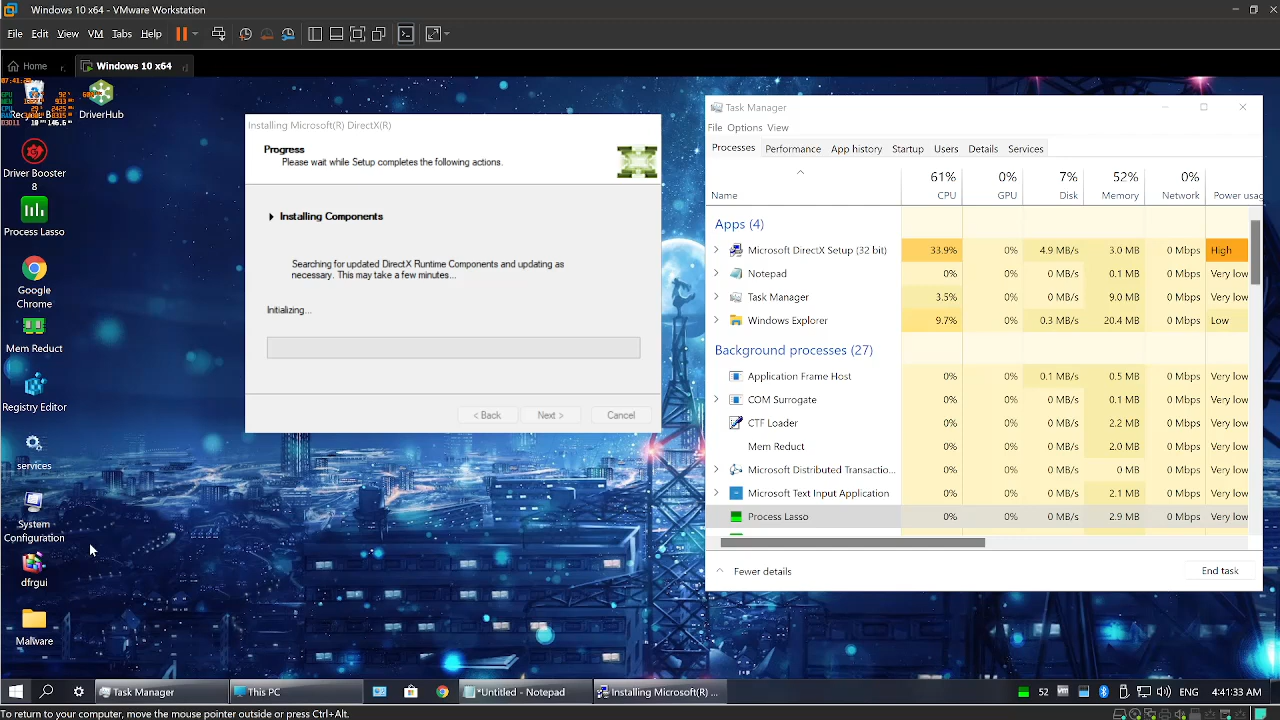 Windows 10 x64 - VMware Workstation
File Edit View VM Tabs Help
Home
Windows 10 x64
DriverHub
Driver Booster
8
Process Lasso
Google
Chrome
Mem Reduct
Registry Editor
services
System
Configuration
dfrgui
Mallware
Installing Microsoft(R) DirectX(R)
Progress
Please wait while Setup completes the following actions.
Installing Components
Searching for updated DirectX Runtime Components and updating as
necessary. This may take a few minutes...
Initializing...
< Back Next > Cancel
Task Manager
File Options View
Processes Performance App history Startup Users Details Services
61% 0% 7% 52% 0%
Name CPU GPU Disk Memory Network Power usag
Apps (4)
Microsoft DirectX Setup (32 bit) 33.9% 0% 4.9 MB/s 3.0 MB 0 Mbps High
Notepad 0% 0% 0 MB/s 0.1 MB 0 Mbps Very low
Task Manager 3.5% 0% 0 MB/s 9.0 MB 0 Mbps Very low
Windows Explorer 9.7% 0% 0.3 MB/s 20.4 MB 0 Mbps Low
Background processes (27)
Application Frame Host 0% 0% 0.1 MB/s 0.5 MB 0 Mbps Very low
COM Surrogate 0% 0% 0 MB/s 0.1 MB 0 Mbps Very low
CTF Loader 0% 0% 0 MB/s 2.2 MB 0 Mbps Very low
Mem Reduct 0% 0% 0 MB/s 2.0 MB 0 Mbps Very low
Microsoft Distributed Transactio... 0% 0% 0 MB/s 0.1 MB 0 Mbps Very low
Microsoft Text Input Application 0% 0% 0 MB/s 2.1 MB 0 Mbps Very low
Process Lasso 0% 0% 0 MB/s 2.9 MB 0 Mbps Very low
Fewer details
End task
Task Manager This PC *Untitled - Notepad Installing Microsoft(R) ... 52 ENG 4:41:33 AM
To return to your computer, move the mouse pointer outside or press Ctrl+Alt.